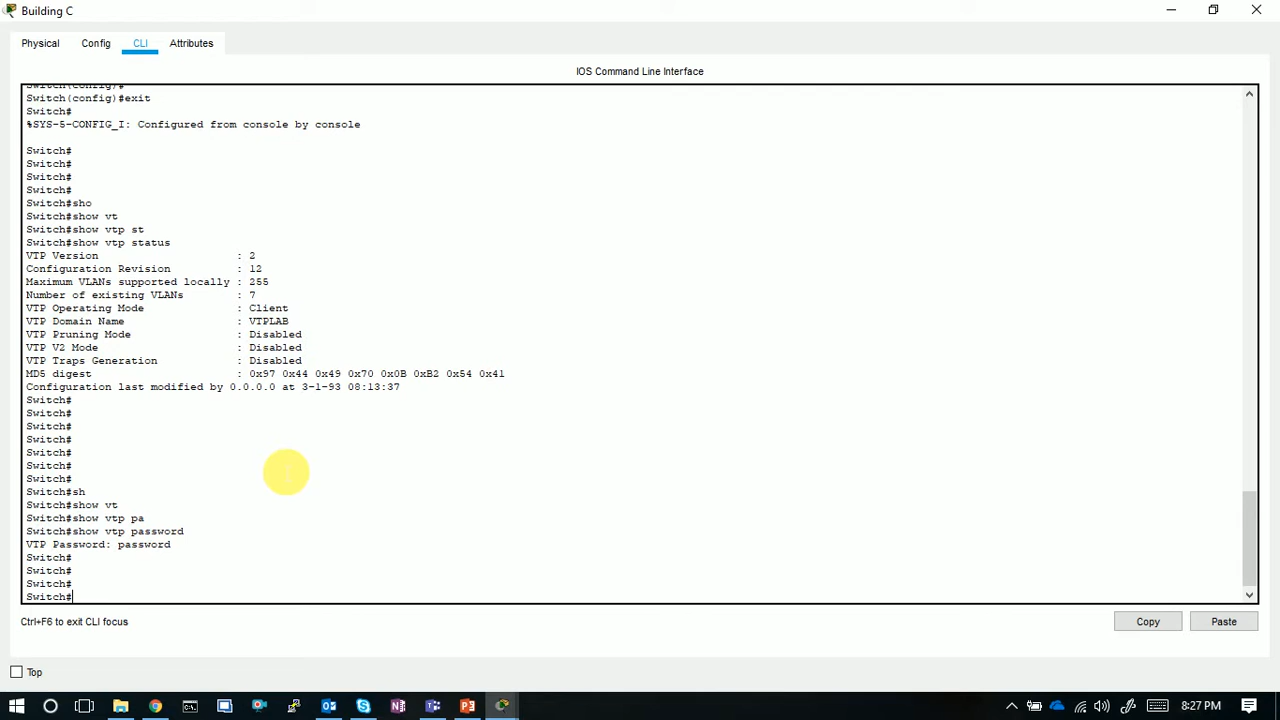 Building C
Physical Config CLI Attributes
IOS Command Line Interface
Switch(config)#
Switch(config)#exit
Switch#
%SYS-5-CONFIG_I: Configured from console by console
Switch#
Switch#
Switch#
Switch#
Switch#sho
Switch#show vt
Switch#show vtp st
Switch#show vtp status
VTP Version : 2
Configuration Revision : 12
Maximum VLANs supported locally : 255
Number of existing VLANs : 7
VTP Operating Mode : Client
VTP Domain Name : VTPLAB
VTP Pruning Mode : Disabled
VTP V2 Mode : Disabled
VTP Traps Generation : Disabled
MD5 digest : 0x97 0x44 0x49 0x70 0x0B 0xB2 0x54 0x41
Configuration last modified by 0.0.0.0 at 3-1-93 08:13:37
Switch#
Switch#
Switch#
Switch#
Switch#
Switch#
Switch#
Switch#sh
Switch#show vt
Switch#show vtp pa
Switch#show vtp password
VTP Password: password
Switch#
Switch#
Switch#
Switch#
Ctrl+F6 to exit CLI focus
Copy Paste
Top
8:27 PM